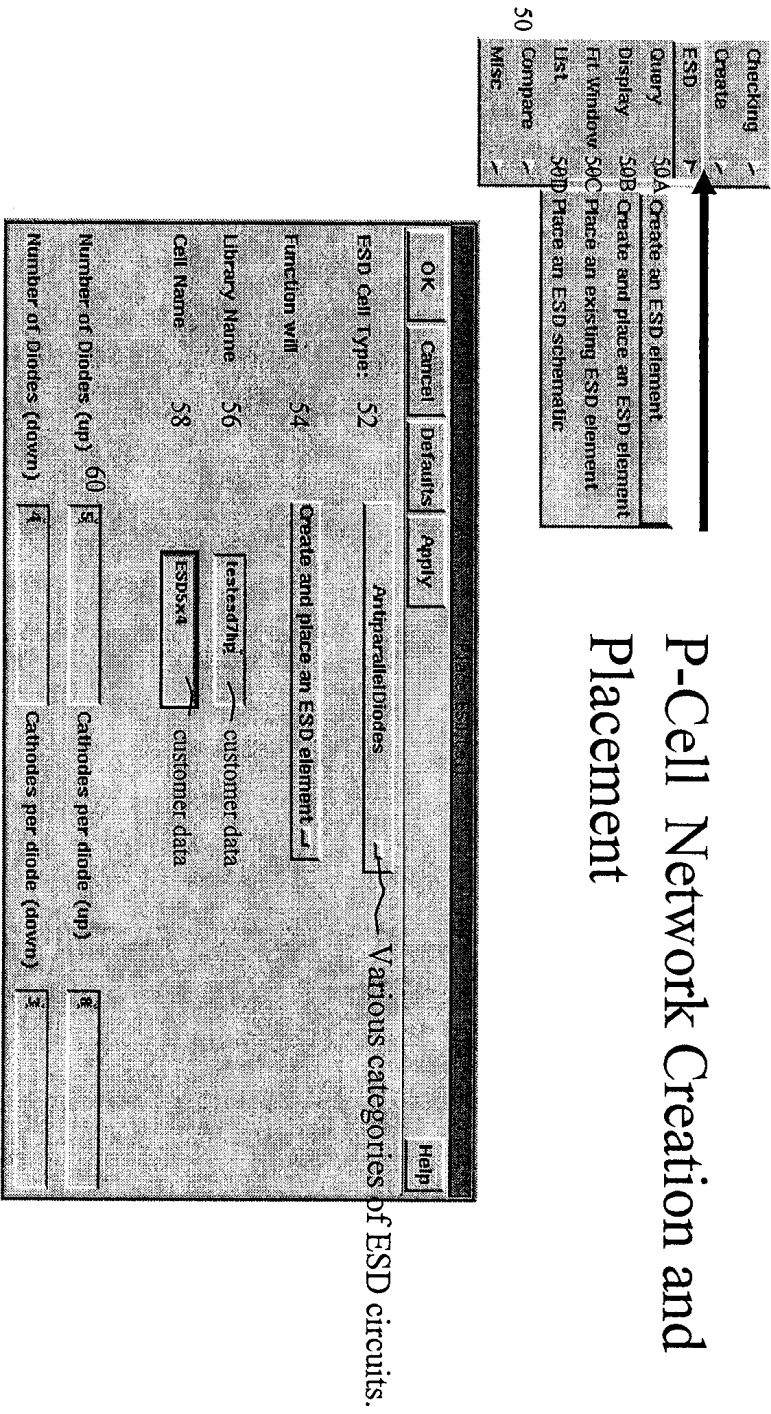 P-Cell Network Creation and
Placement
Checking
Create
ESD
Query
Display
Fit Window
List
Compare
Misc
50
50A Create an ESD element
50B Create and place an ESD element
50C Place an existing ESD element
50D Place an ESD schematic
OK Cancel Defaults Apply Help
ESD Cell Type: 52 AntiparallelDiodes
Various categories of ESD circuits.
Function will 54 Create and place an ESD element
Library Name 56 testesd7hp customer data
Cell Name 58 ESD5x4 customer data
Number of Diodes (up) 60 5 Cathodes per diode (up) 8
Number of Diodes (down) 4 Cathodes per diode (down) 3